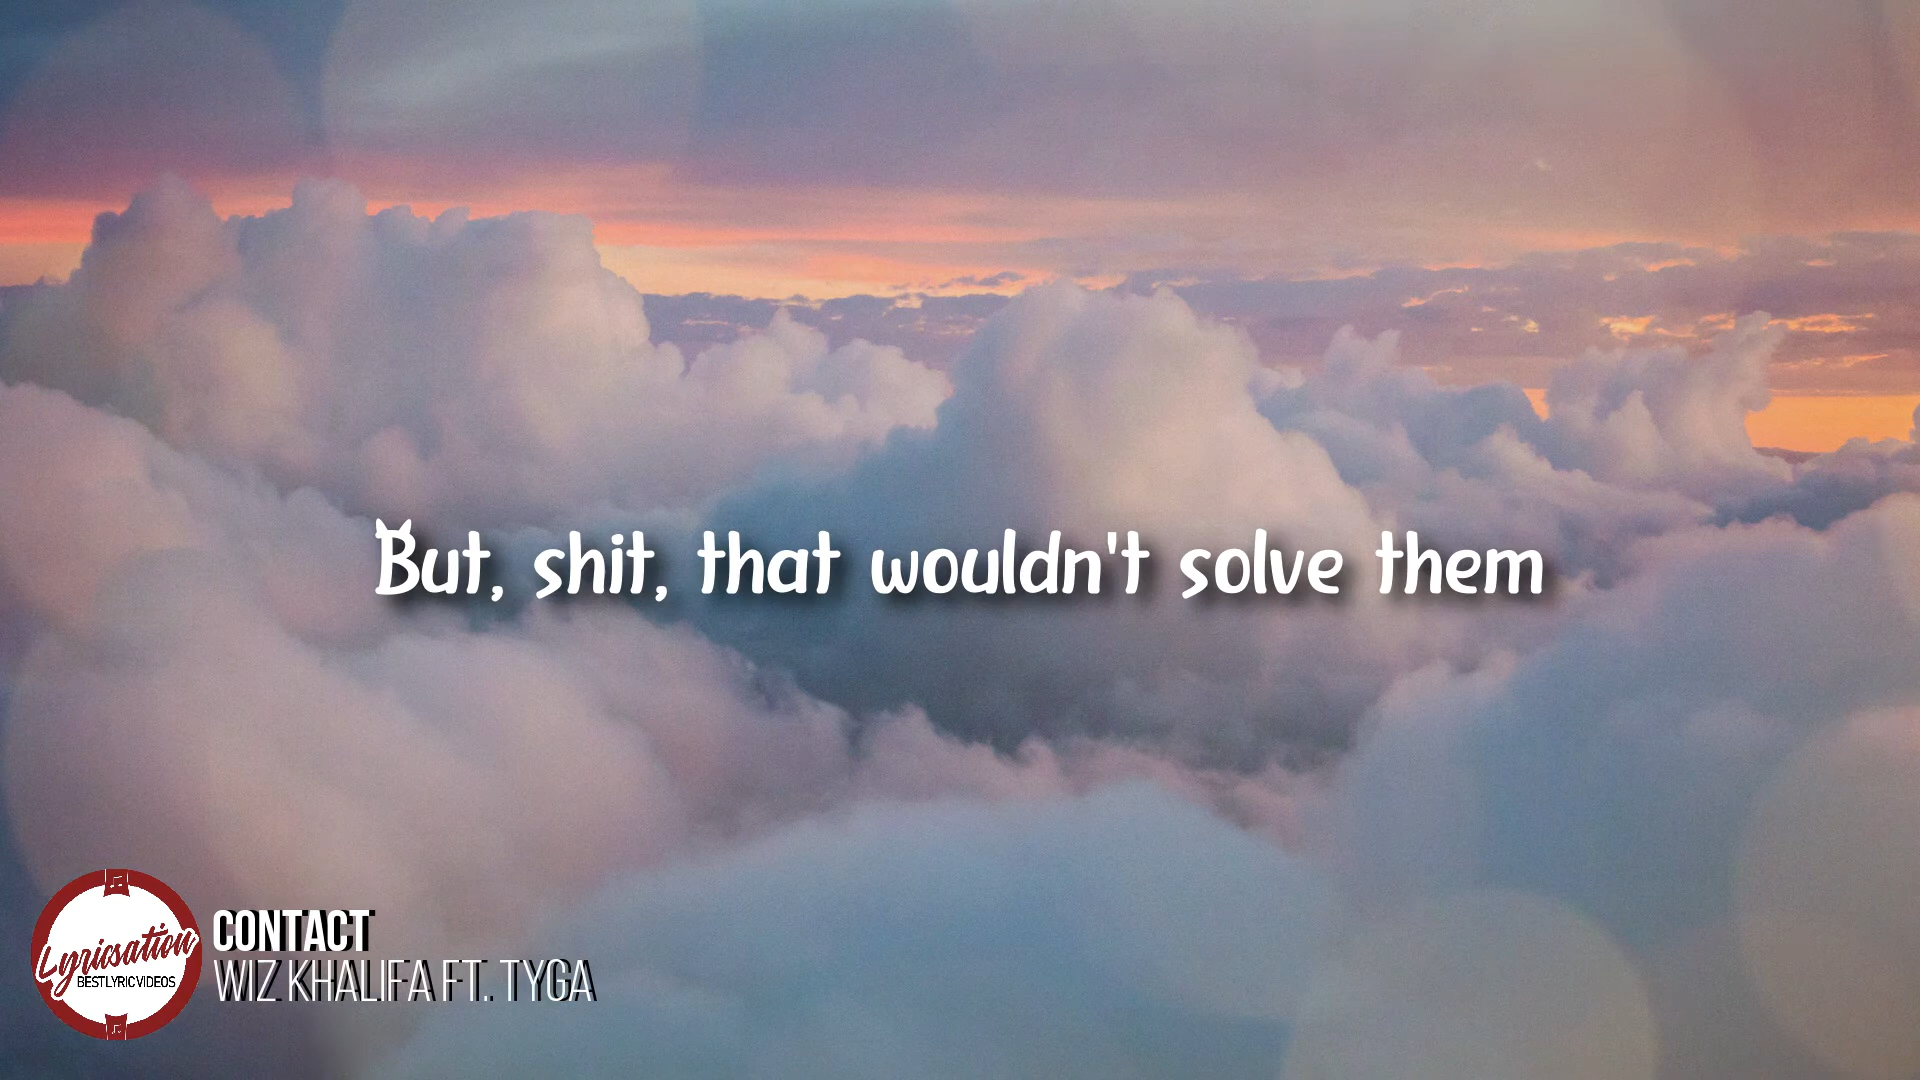 But, shit, that wouldn't solve them
Lyricsation
BESTLYRICVIDEOS
CONTACT
WIZ KHALIFA FT. TYGA